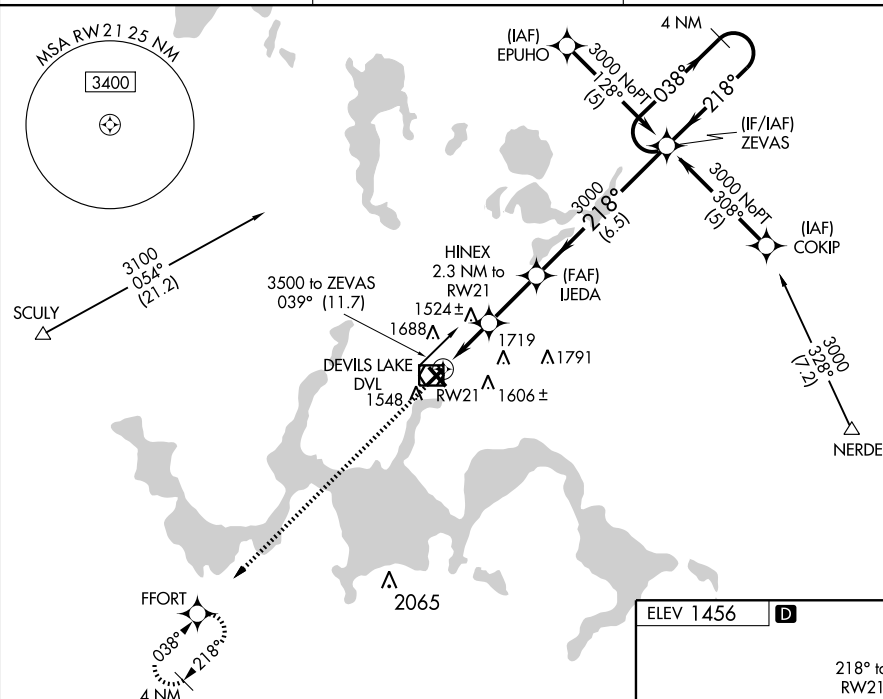 MSA RW21 25 NM
3400
(IAF)
EPUHO
3000 NoPT
128°
(5)
4 NM
038°
218°
(IF/IAF)
ZEVAS
3000 NoPT
308°
(5)
(IAF)
COKIP
3000
218°
(6.5)
3100
054°
(21.2)
SCULY
HINEX
2.3 NM to
RW21
(FAF)
IJEDA
3500 to ZEVAS
039° (11.7)
1524 ±
1688
1719
1791
DEVILS LAKE
DVL
1548
RW21
1606 ±
3000
328°
(7.2)
NERDE
FFORT
038°
218°
4 NM
2065
ELEV 1456
D
218° to
RW21